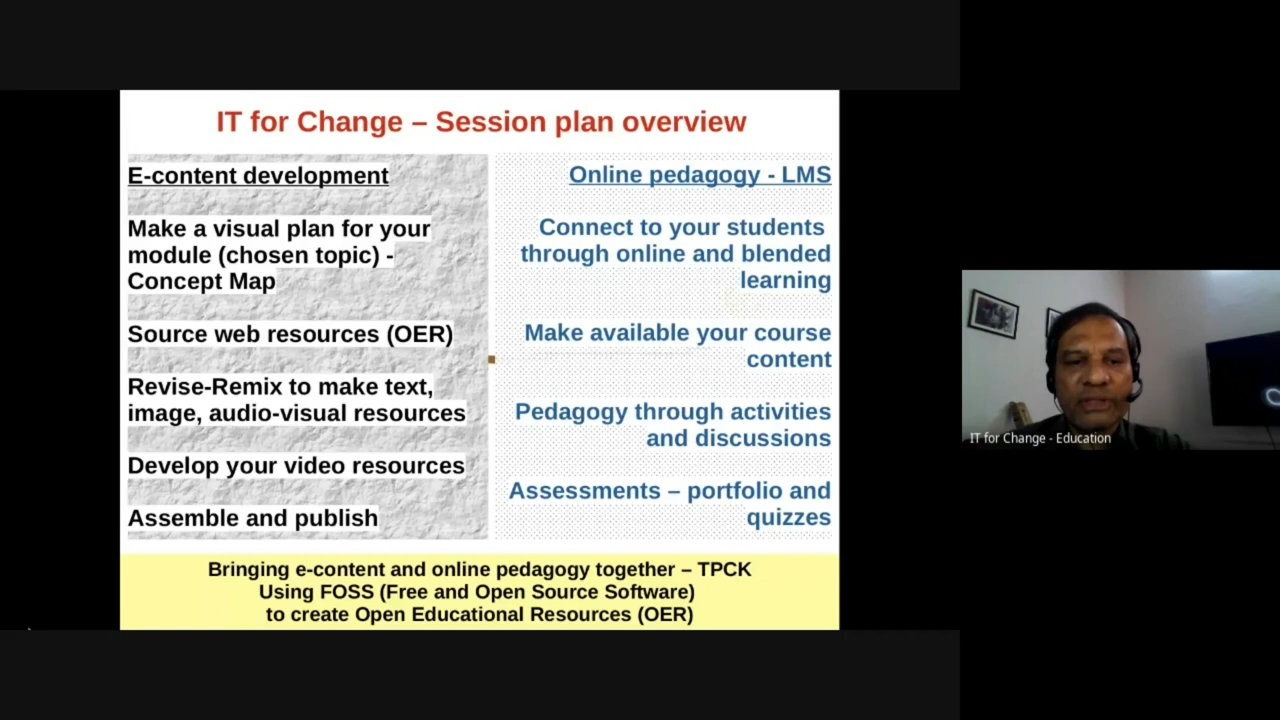 IT for Change – Session plan overview
E-content development
Make a visual plan for your
module (chosen topic) -
Concept Map
Source web resources (OER)
Revise-Remix to make text,
image, audio-visual resources
Develop your video resources
Assemble and publish
Online pedagogy - LMS
Connect to your students
through online and blended
learning
Make available your course
content
Pedagogy through activities
and discussions
Assessments – portfolio and
quizzes
Bringing e-content and online pedagogy together – TPCK
Using FOSS (Free and Open Source Software)
to create Open Educational Resources (OER)
IT for Change - Education